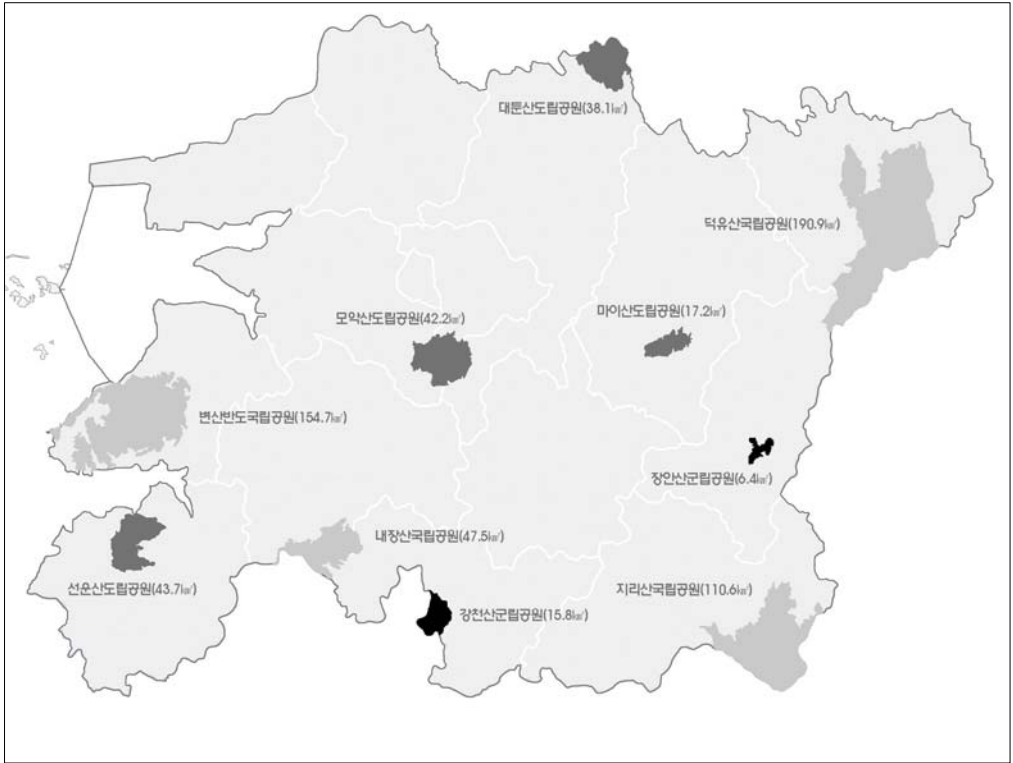 대둔산도립공원(38.1㎢)
덕유산국립공원(190.9㎢)
모악산도립공원(42.2㎢)
마이산도립공원(17.2㎢)
변산반도국립공원(154.7㎢)
장안산군립공원(6.4㎢)
내장산국립공원(47.5㎢)
선운산도립공원(43.7㎢)
지리산국립공원(110.6㎢)
강천산군립공원(15.8㎢)